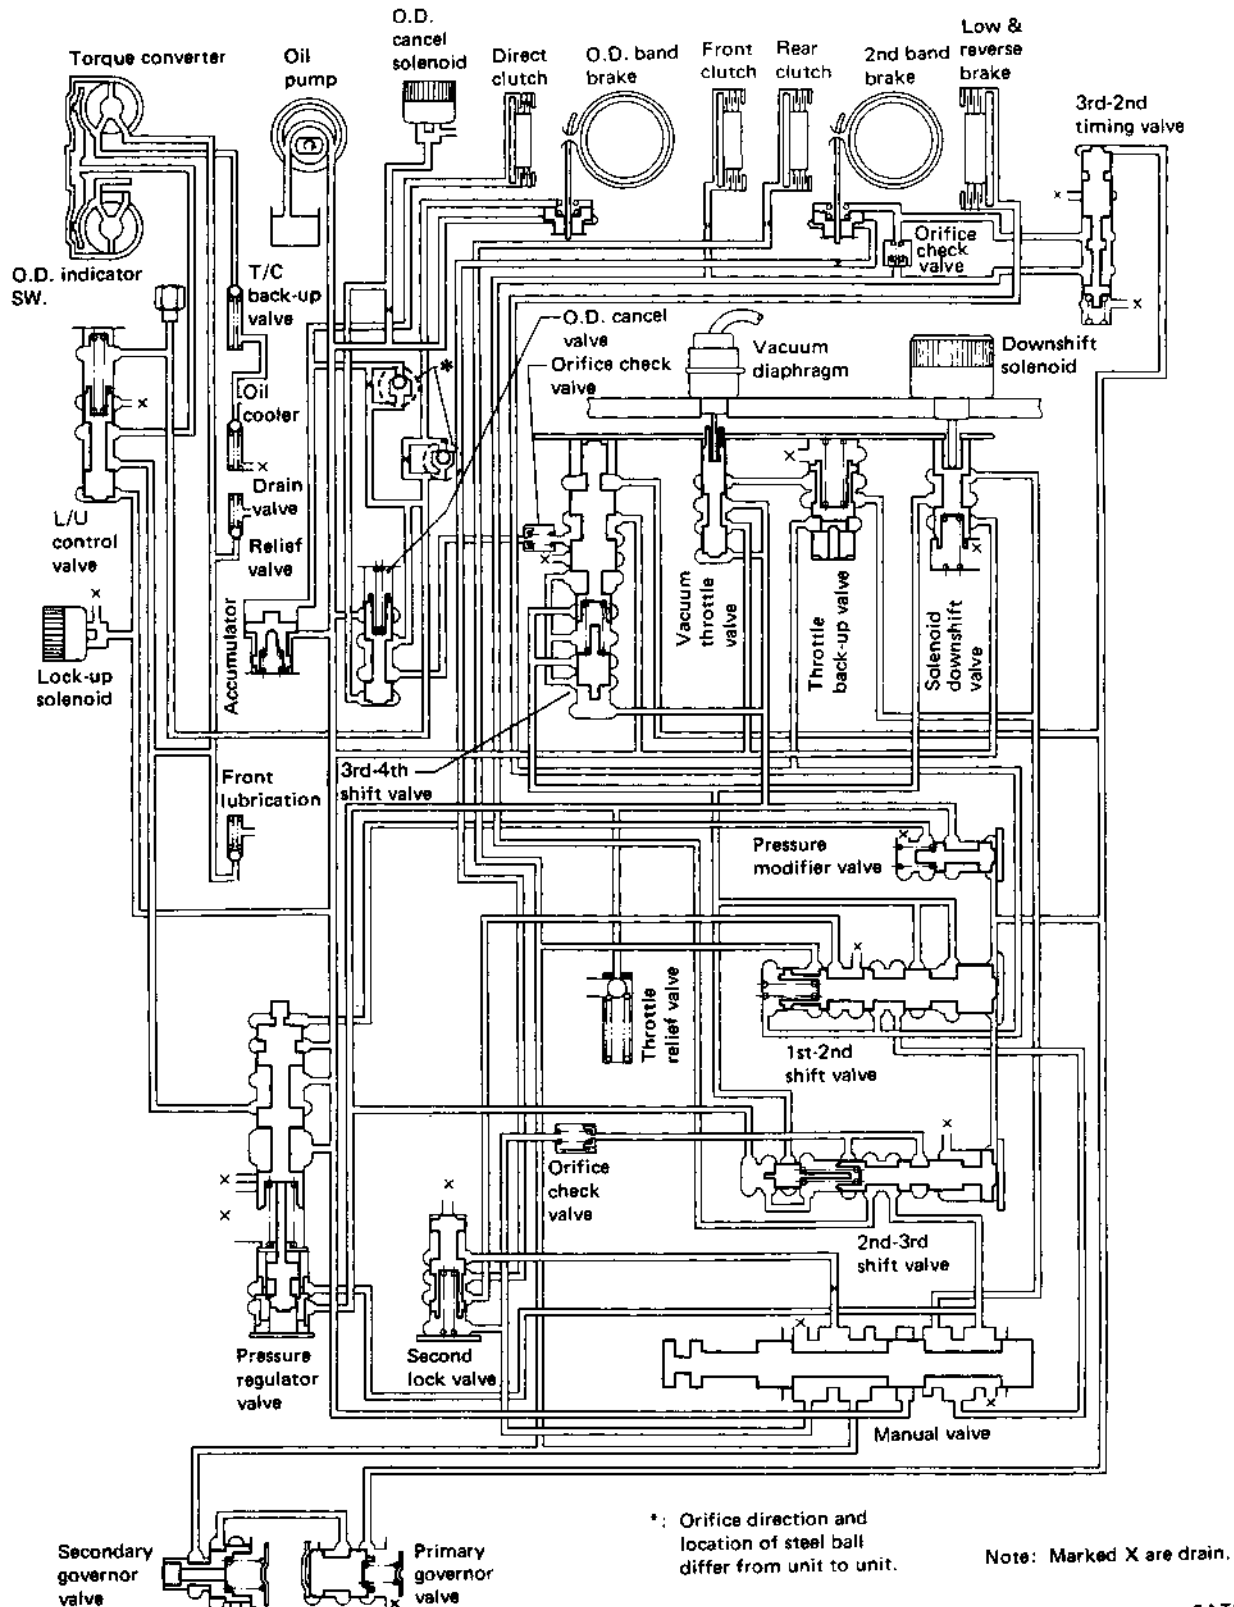 Torque converter
Oil
pump
O.D.
cancel
solenoid
Direct
clutch
O.D. band
brake
Front
clutch
Rear
clutch
2nd band
brake
Low &
reverse
brake
3rd-2nd
timing valve
O.D. indicator
SW.
T/C
back-up
valve
Orifice
check
valve
O.D. cancel
valve
Orifice check
valve
Vacuum
diaphragm
Downshift
solenoid
*
Oil
cooler
Drain
valve
Relief
valve
L/U
control
valve
Lock-up
solenoid
Accumulator
Vacuum
throttle
valve
Throttle
back-up valve
Solenoid
downshift
valve
3rd-4th
shift valve
Front
lubrication
Pressure
modifier valve
Throttle
relief valve
1st-2nd
shift valve
Orifice
check
valve
2nd-3rd
shift valve
Pressure
regulator
valve
Second
lock valve
Manual valve
Secondary
governor
valve
Primary
governor
valve
*: Orifice direction and
location of steel ball
differ from unit to unit.
Note: Marked X are drain.